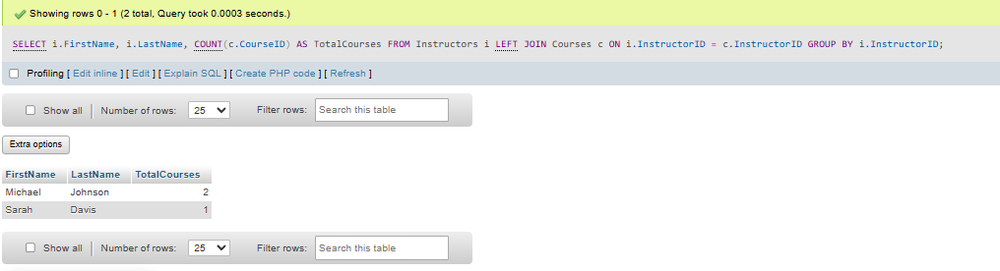 Showing rows 0 - 1 (2 total, Query took 0.0003 seconds.)
SELECT i.FirstName, i.LastName, COUNT(c.CourseID) AS TotalCourses FROM Instructors i LEFT JOIN Courses c ON i.InstructorID = c.InstructorID GROUP BY i.InstructorID;
Profiling [ Edit inline ] [ Edit ] [ Explain SQL ] [ Create PHP code ] [ Refresh ]
Show all Number of rows: 25 Filter rows: Search this table
Extra options
FirstName LastName TotalCourses
Michael Johnson 2
Sarah Davis 1
Show all Number of rows: 25 Filter rows: Search this table